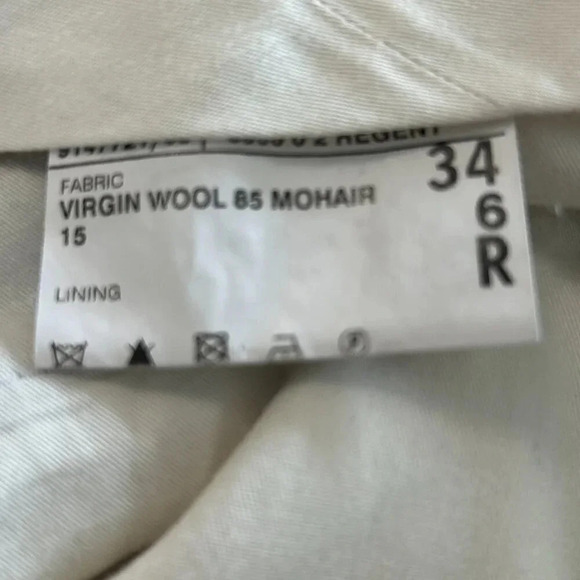 REGENT
34
FABRIC
VIRGIN WOOL 85 MOHAIR
6
15
R
LINING